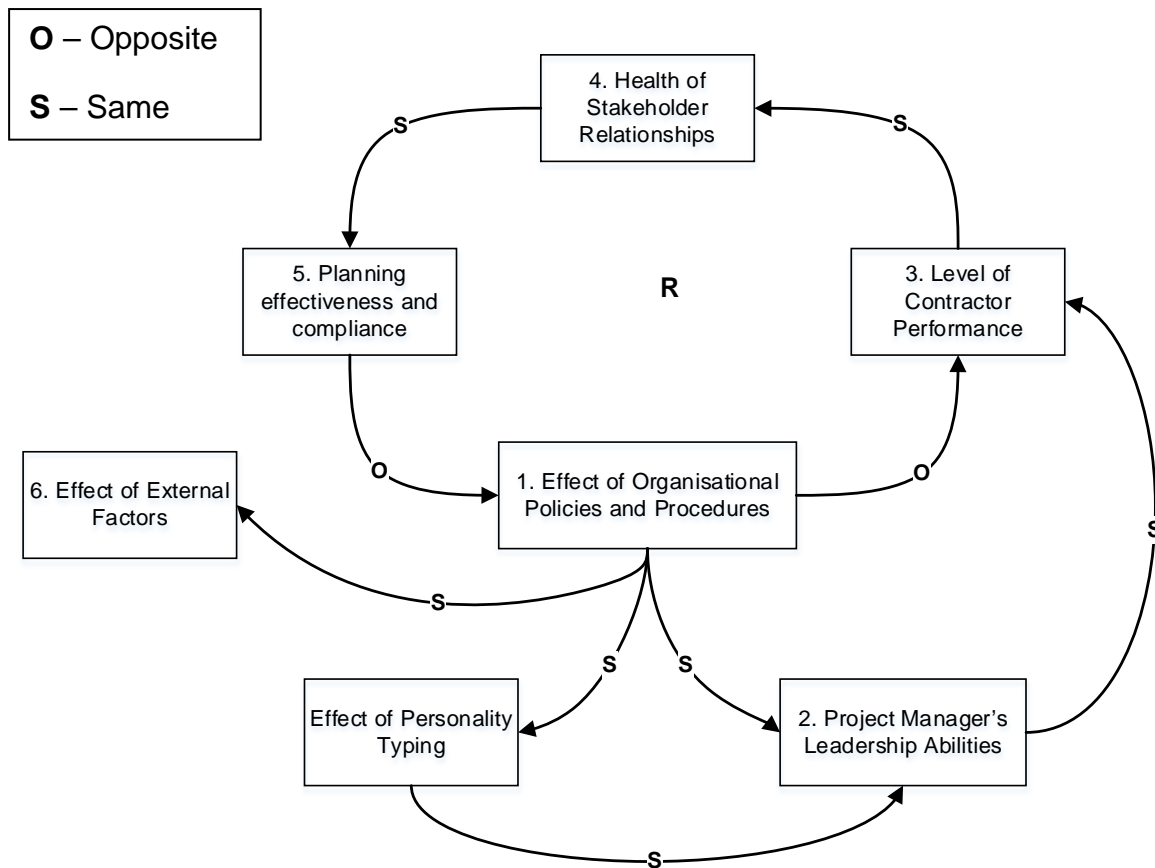 O – Opposite
S – Same
4. Health of
Stakeholder
Relationships
S
S
5. Planning
effectiveness and
compliance
R
3. Level of
Contractor
Performance
O
1. Effect of Organisational
Policies and Procedures
O
6. Effect of External
Factors
S
S
S
S
Effect of Personality
Typing
2. Project Manager’s
Leadership Abilities
S